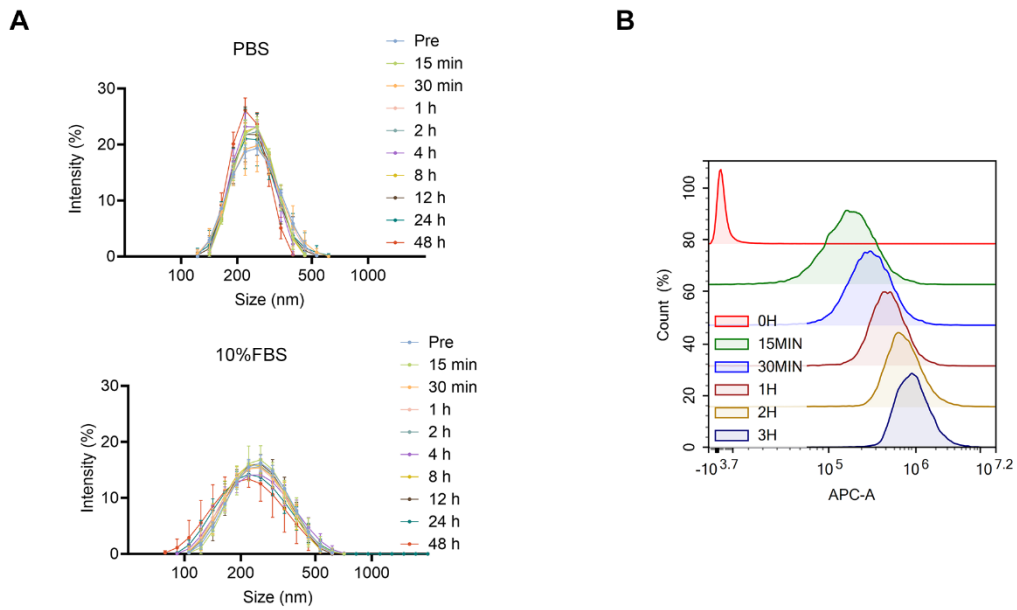 A
PBS
Intensity (%)
30
20
10
0
100
200
500
1000
Size (nm)
Pre
15 min
30 min
1 h
2 h
4 h
8 h
12 h
24 h
48 h
10%FBS
Intensity (%)
30
20
10
0
100
200
500
1000
Size (nm)
Pre
15 min
30 min
1 h
2 h
4 h
8 h
12 h
24 h
48 h
B
Count (%)
100
80
60
40
20
0
0H
15MIN
30MIN
1H
2H
3H
-10^3.7
10^5
10^6
10^7.2
APC-A